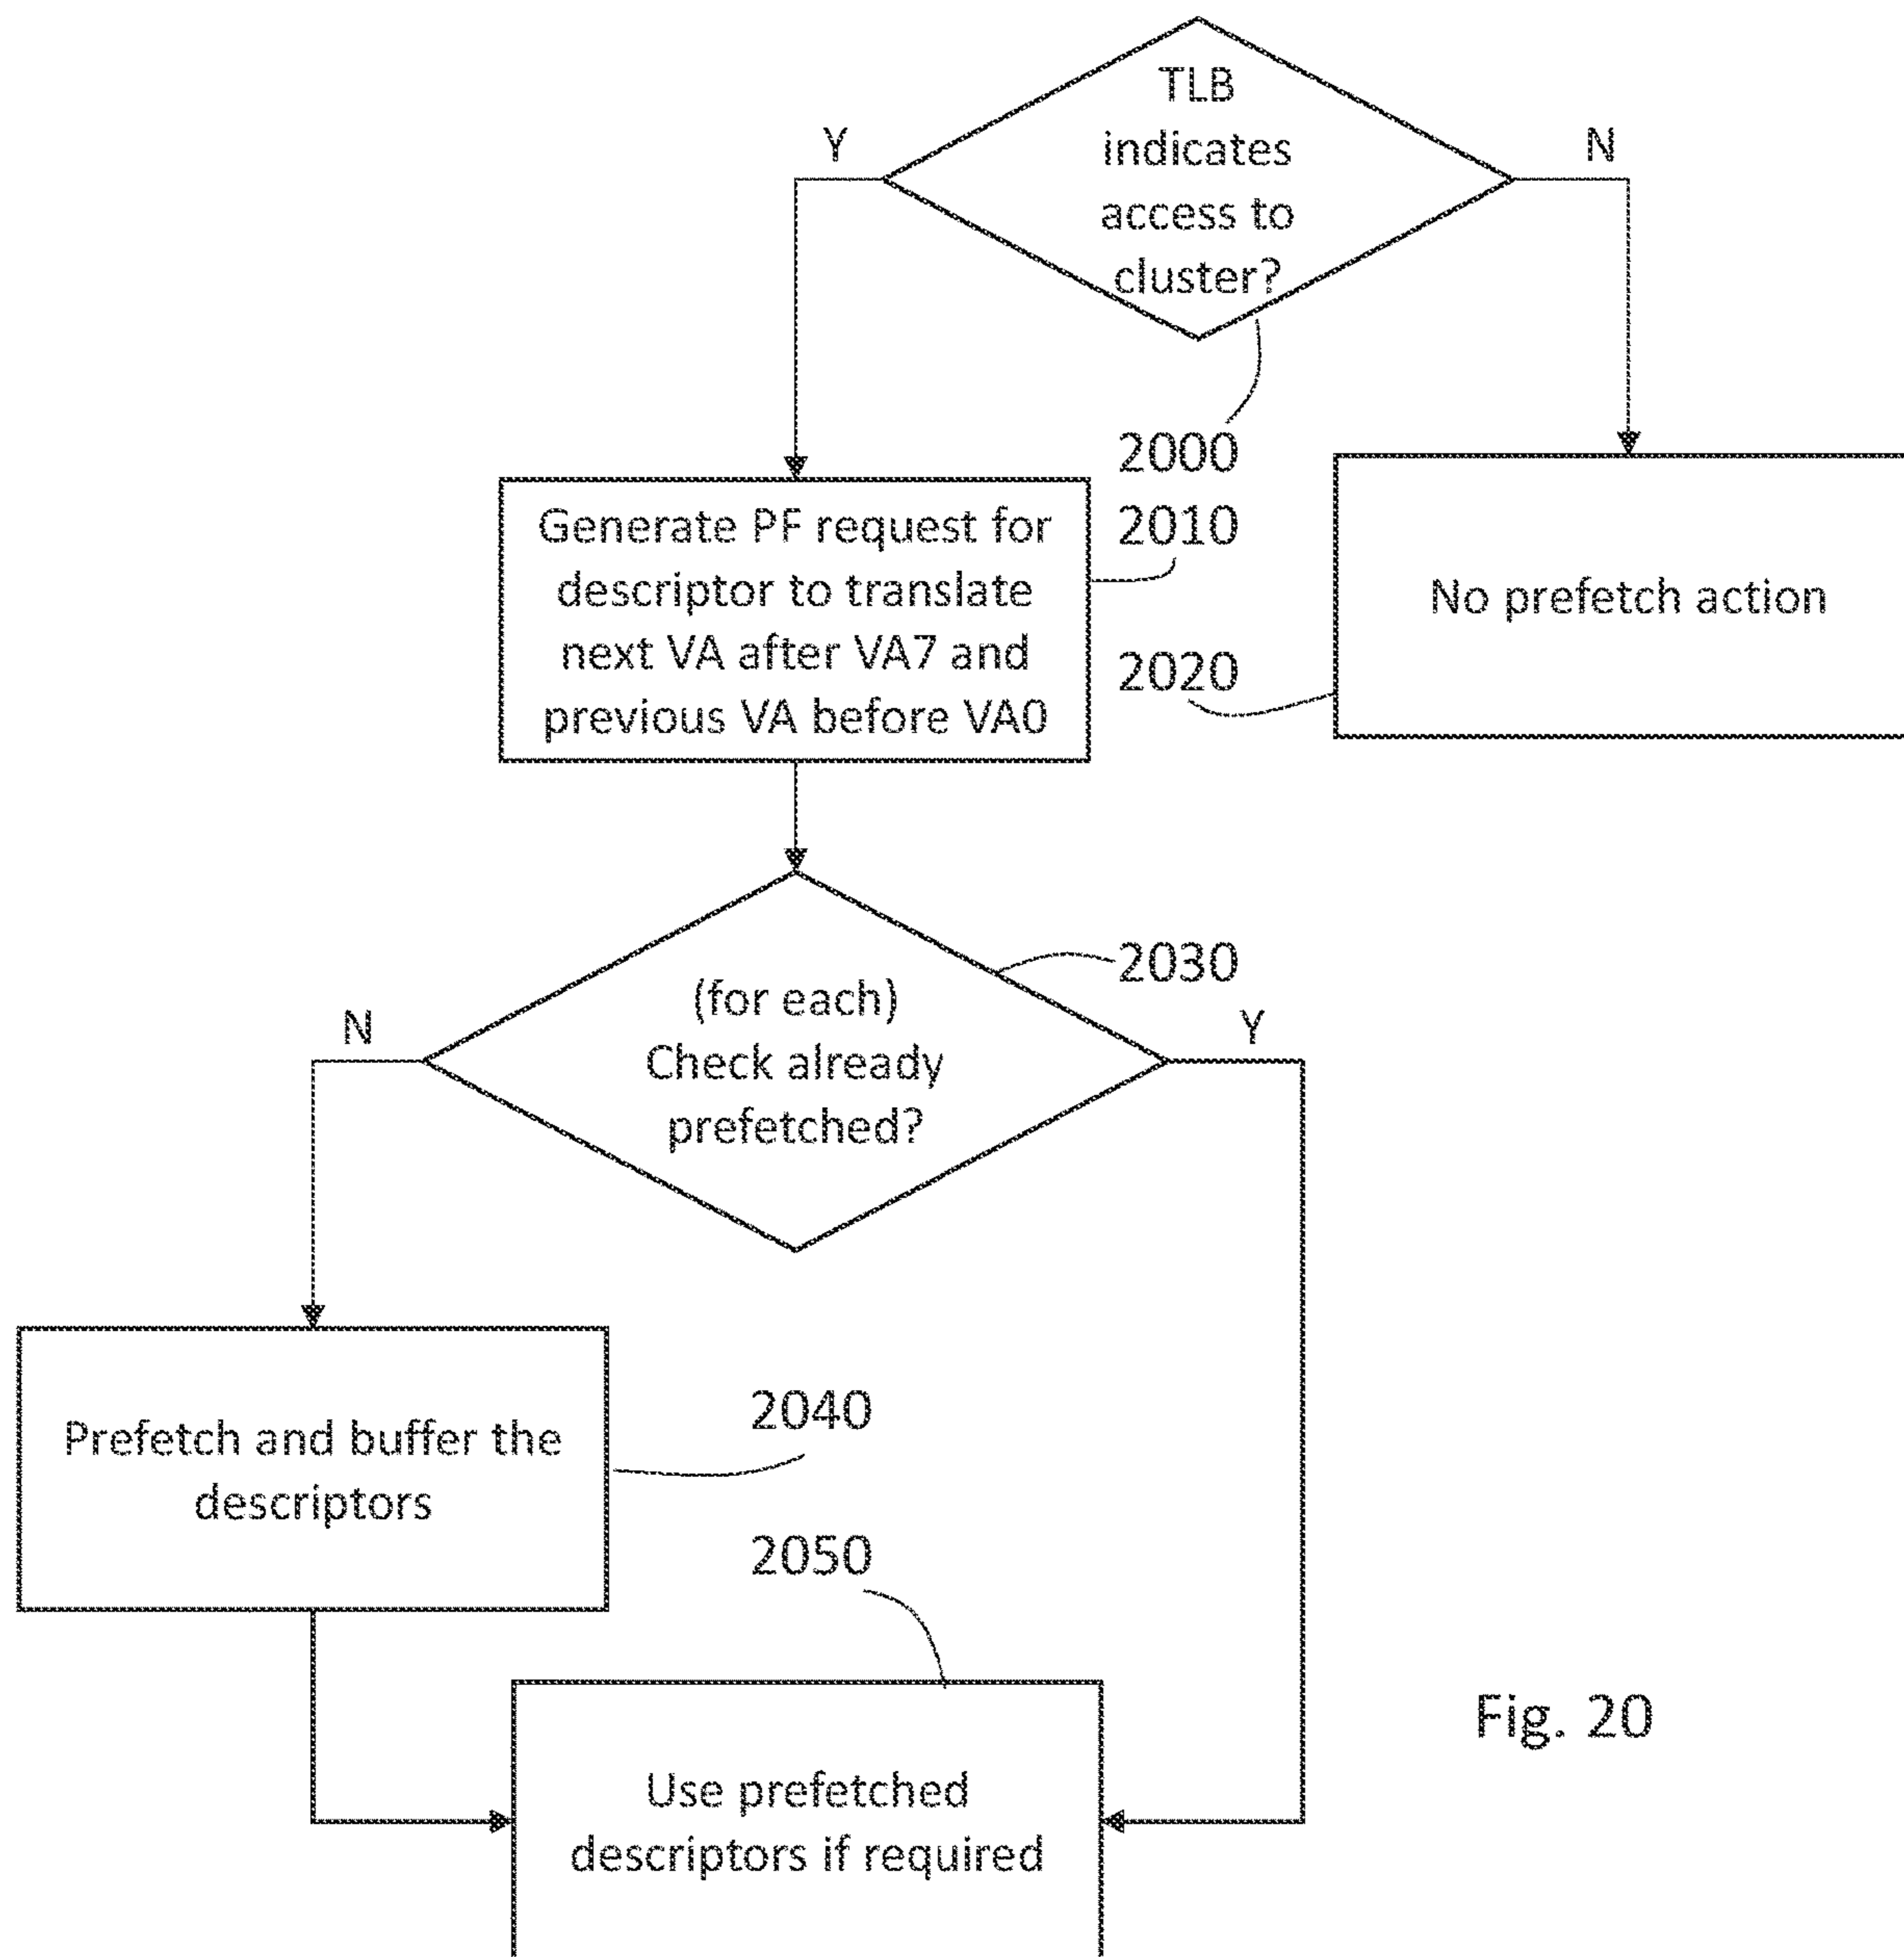 TLB
indicates
access to
cluster?
Y
N
2000
Generate PF request for
descriptor to translate
next VA after VA7 and
previous VA before VA0
2010
2020
No prefetch action
2030
(for each)
Check already
prefetched?
N
Y
Prefetch and buffer the
descriptors
2040
2050
Use prefetched
descriptors if required
Fig. 20